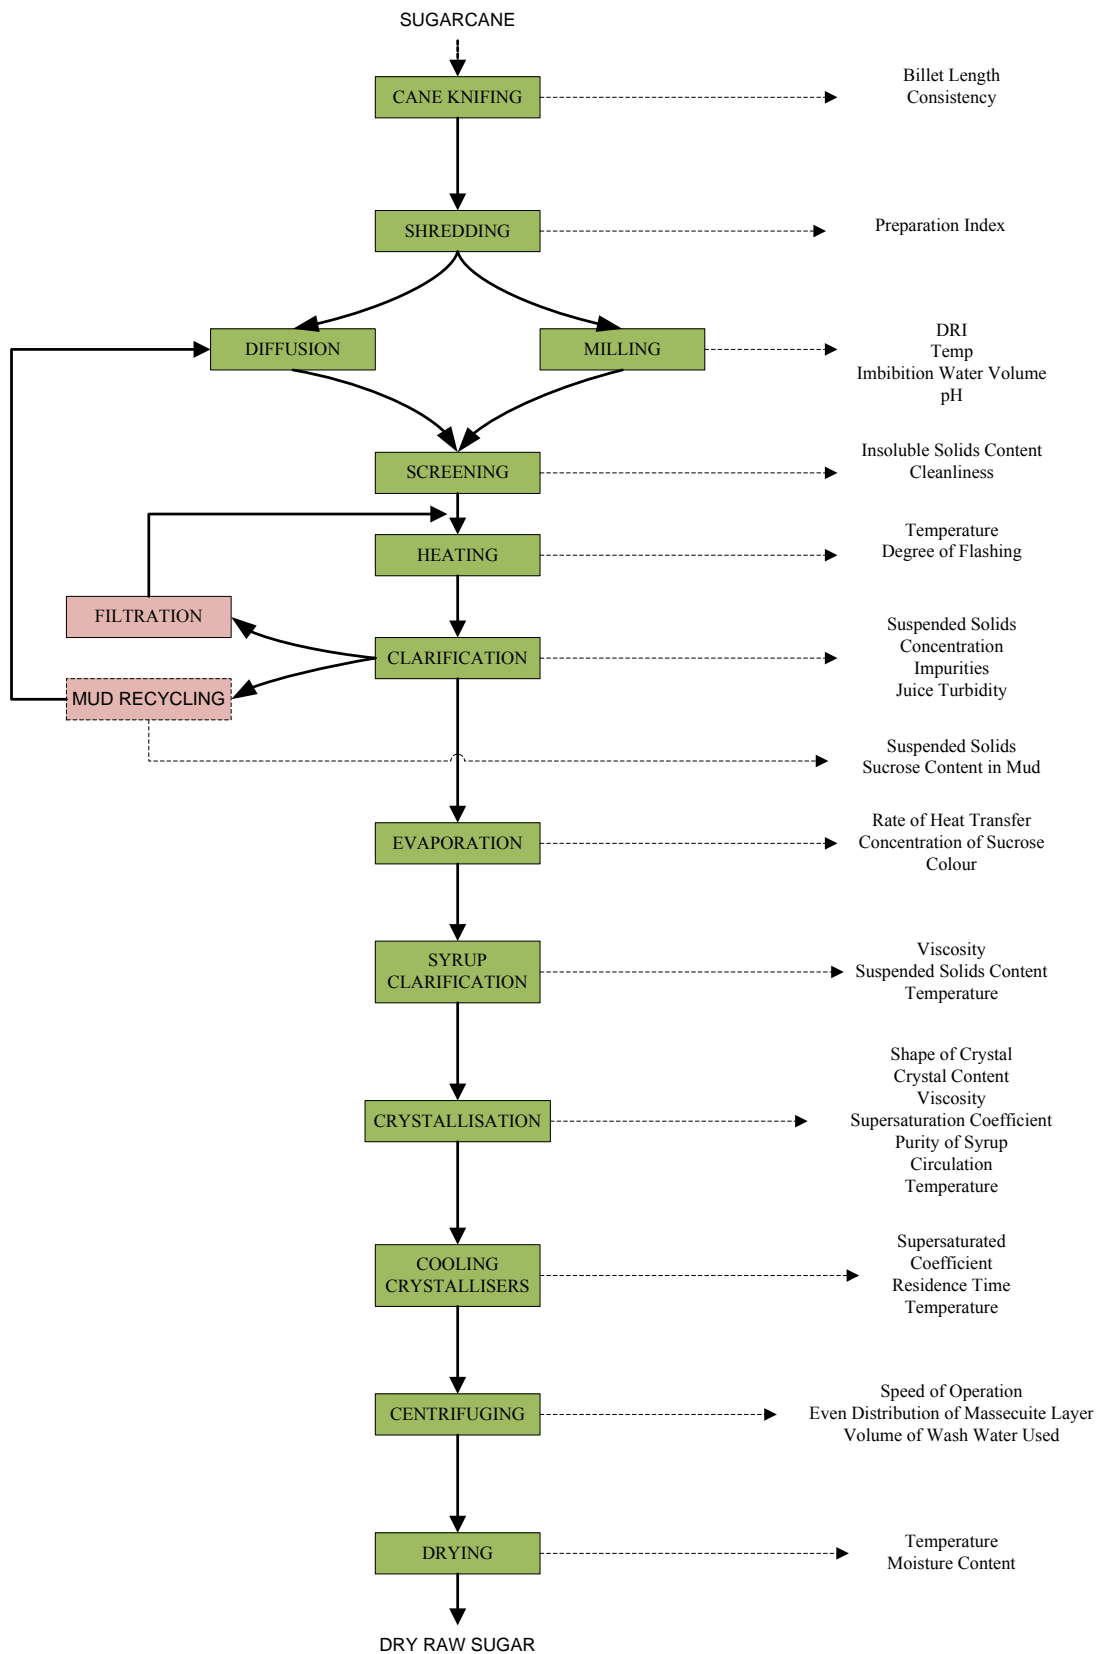 SUGARCANE
CANE KNIFING
Billet Length
Consistency
SHREDDING
Preparation Index
DIFFUSION
MILLING
DRI
Temp
Imbibition Water Volume
pH
SCREENING
Insoluble Solids Content
Cleanliness
HEATING
Temperature
Degree of Flashing
FILTRATION
CLARIFICATION
Suspended Solids
Concentration
Impurities
Juice Turbidity
MUD RECYCLING
Suspended Solids
Sucrose Content in Mud
EVAPORATION
Rate of Heat Transfer
Concentration of Sucrose
Colour
SYRUP
CLARIFICATION
Viscosity
Suspended Solids Content
Temperature
CRYSTALLISATION
Shape of Crystal
Crystal Content
Viscosity
Supersaturation Coefficient
Purity of Syrup
Circulation
Temperature
COOLING
CRYSTALLISERS
Supersaturated
Coefficient
Residence Time
Temperature
CENTRIFUGING
Speed of Operation
Even Distribution of Massecuite Layer
Volume of Wash Water Used
DRYING
Temperature
Moisture Content
DRY RAW SUGAR